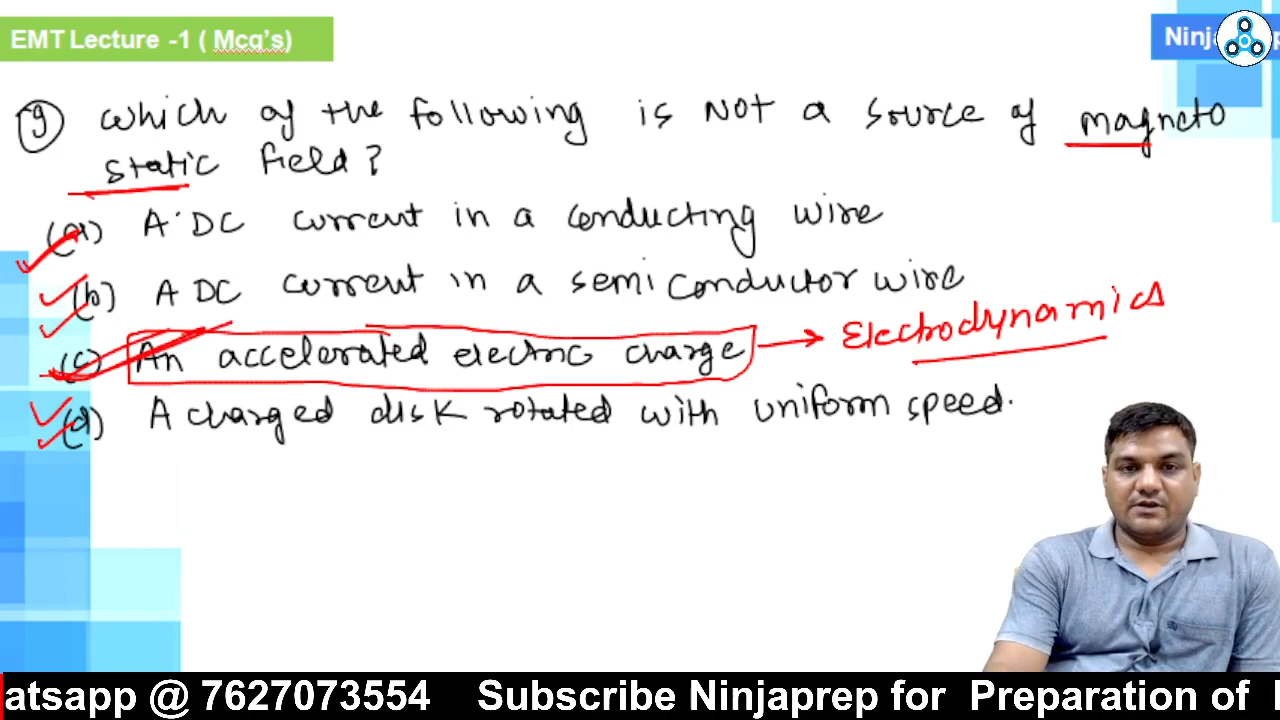 EMT Lecture -1 ( Mcq's)
Ninja
p
9 Which of the following is NOT a source of magneto
static field?
(a) A DC current in a conducting wire
(b) A DC current in a semiconductor wire
(c) An accelerated electric charge → Electrodynamics
(d) A charged disk rotated with uniform speed.
atsapp @ 7627073554 Subscribe Ninjaprep for Preparation of